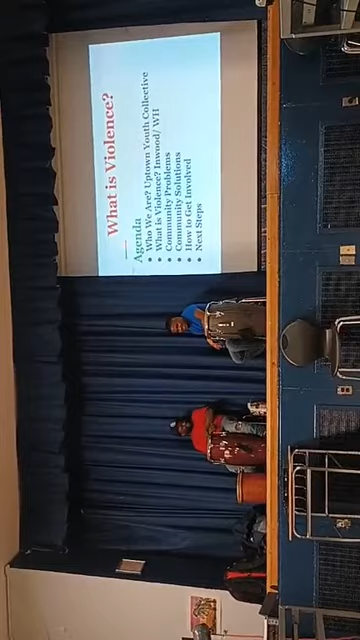 What is Violence?
Agenda
• Who We Are? Uptown Youth Collective
• What is Violence? Inwood/ WH
• Community Problems
• Community Solutions
• How to Get Involved
• Next Steps